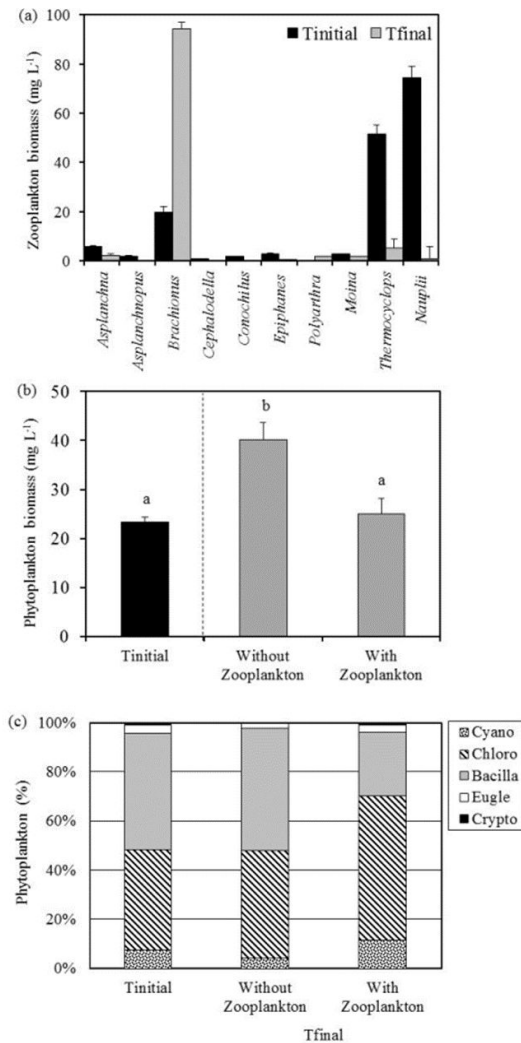 (a)
Zooplankton biomass (mg L-1)
100
80
60
40
20
0
Tinitial Tfinal
Asplanchna
Asplanchnopus
Brachionus
Cephalodella
Conochilus
Epiphanes
Polyarthra
Moina
Thermocyclops
Nauplii
(b)
Phytoplankton biomass (mg L-1)
50
40
30
20
10
0
a
b
a
Tinitial
Without
Zooplankton
With
Zooplankton
(c)
Phytoplankton (%)
100%
80%
60%
40%
20%
0%
Cyano
Chloro
Bacilla
Eugle
Crypto
Tinitial
Without
Zooplankton
With
Zooplankton
Tfinal